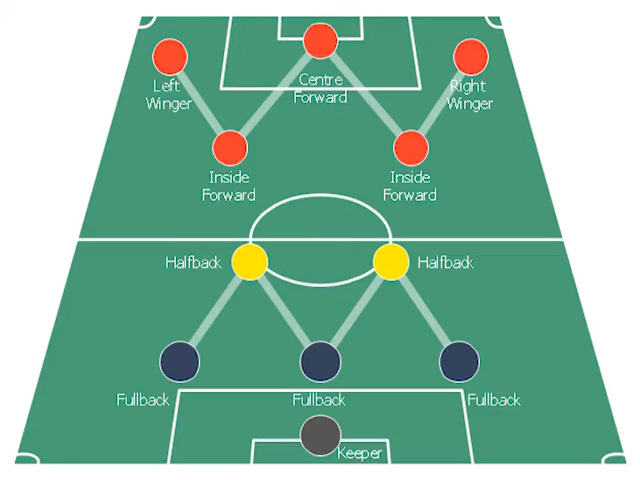 Left
Winger
Centre
Forward
Right
Winger
Inside
Forward
Inside
Forward
Halfback
Halfback
Fullback
Fullback
Fullback
Keeper